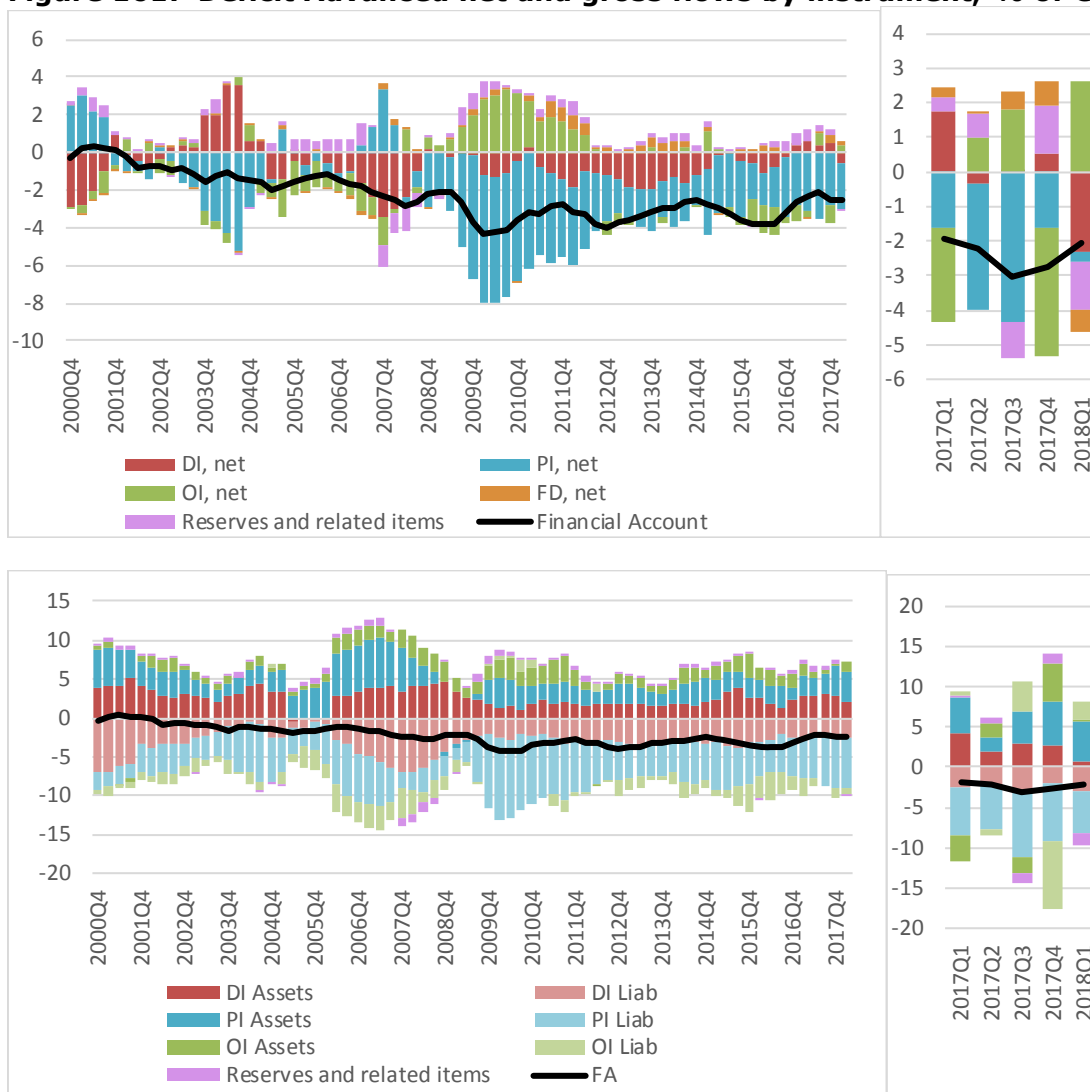 6
4
2
0
-2
-4
-6
-8
-10
2000Q4
2001Q4
2002Q4
2003Q4
2004Q4
2005Q4
2006Q4
2007Q4
2008Q4
2009Q4
2010Q4
2011Q4
2012Q4
2013Q4
2014Q4
2015Q4
2016Q4
2017Q4
DI, net
PI, net
OI, net
FD, net
Reserves and related items
Financial Account
4
3
2
1
0
-1
-2
-3
-4
-5
-6
2017Q1
2017Q2
2017Q3
2017Q4
2018Q1
15
10
5
0
-5
-10
-15
-20
2000Q4
2001Q4
2002Q4
2003Q4
2004Q4
2005Q4
2006Q4
2007Q4
2008Q4
2009Q4
2010Q4
2011Q4
2012Q4
2013Q4
2014Q4
2015Q4
2016Q4
2017Q4
DI Assets
DI Liab
PI Assets
PI Liab
OI Assets
OI Liab
Reserves and related items
FA
20
15
10
5
0
-5
-10
-15
-20
2017Q1
2017Q2
2017Q3
2017Q4
2018Q1